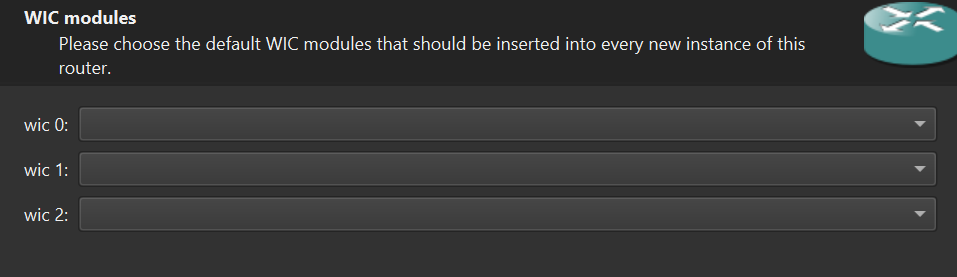 WIC modules
Please choose the default WIC modules that should be inserted into every new instance of this
router.
wic 0:
wic 1:
wic 2: